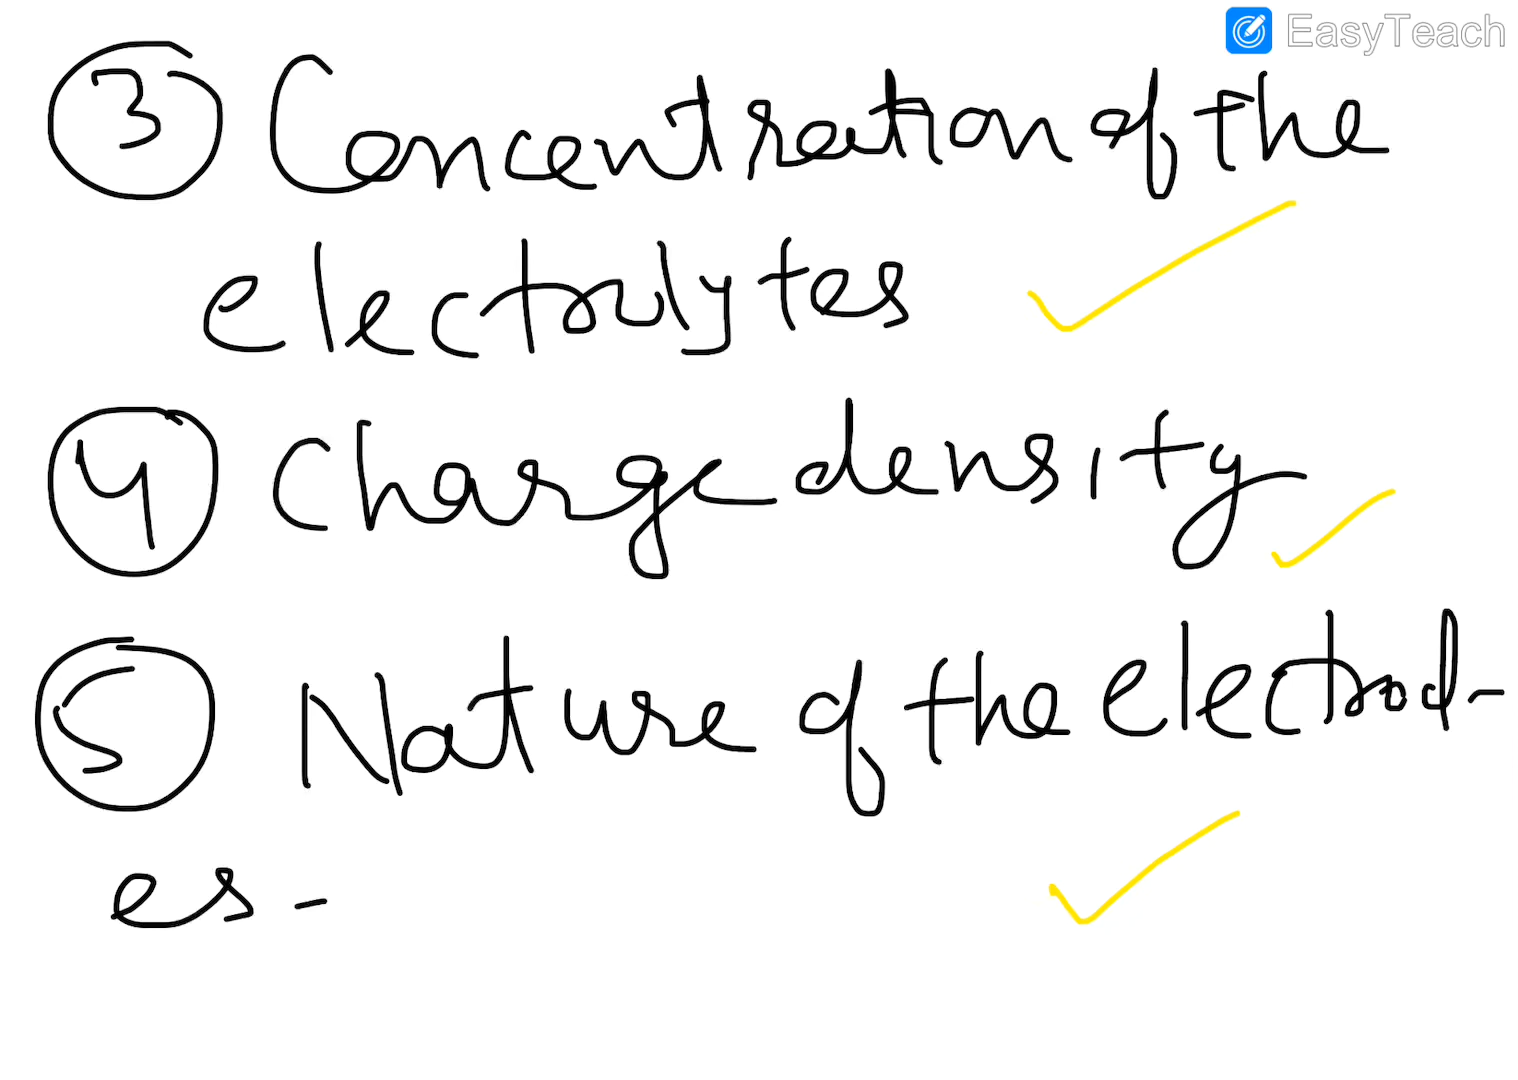 EasyTeach
③ Concentration of the
electrolytes
④ Charge density
⑤ Nature of the electrod-
es-